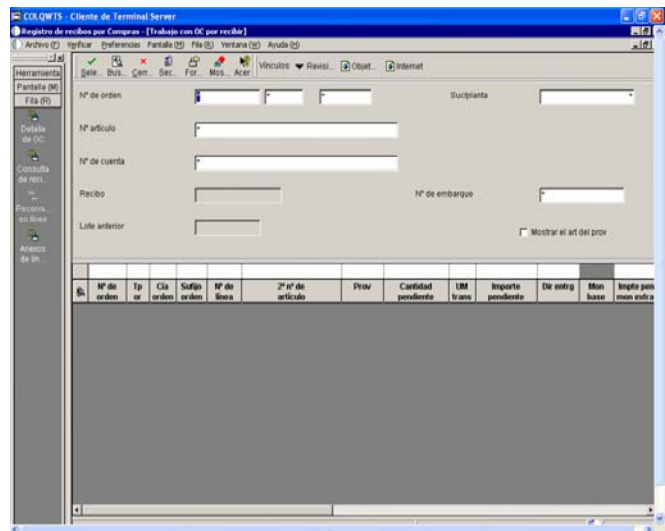 COLQWTS - Cliente de Terminal Server
Registro de recibos por Compras - [Trabajo con OC por recibir]
Archivo (F) Verificar Preferencias Pantalla (M) Fila (R) Ventana (W) Ayuda (H)
Sele... Bus... Cerr... Sec... For... Mos... Acer Vínculos Revisi... Objet... Internet
Herramienta
Pantalla (M)
Fila (R)
Detalle de OC
Consulta de reci...
Reserva... en línea
Anexos de lín...
Nº de orden * * * Suc/planta *
Nº artículo *
Nº de cuenta *
Recibo Nº de embarque *
Lote anterior Mostrar el art del prov
Nº de orden Tp or Cía orden Sufijo orden Nº de línea 2º nº de artículo Prov Cantidad pendiente UM trans Importe pendiente Dir entrg Mon base Impte pen mon extra